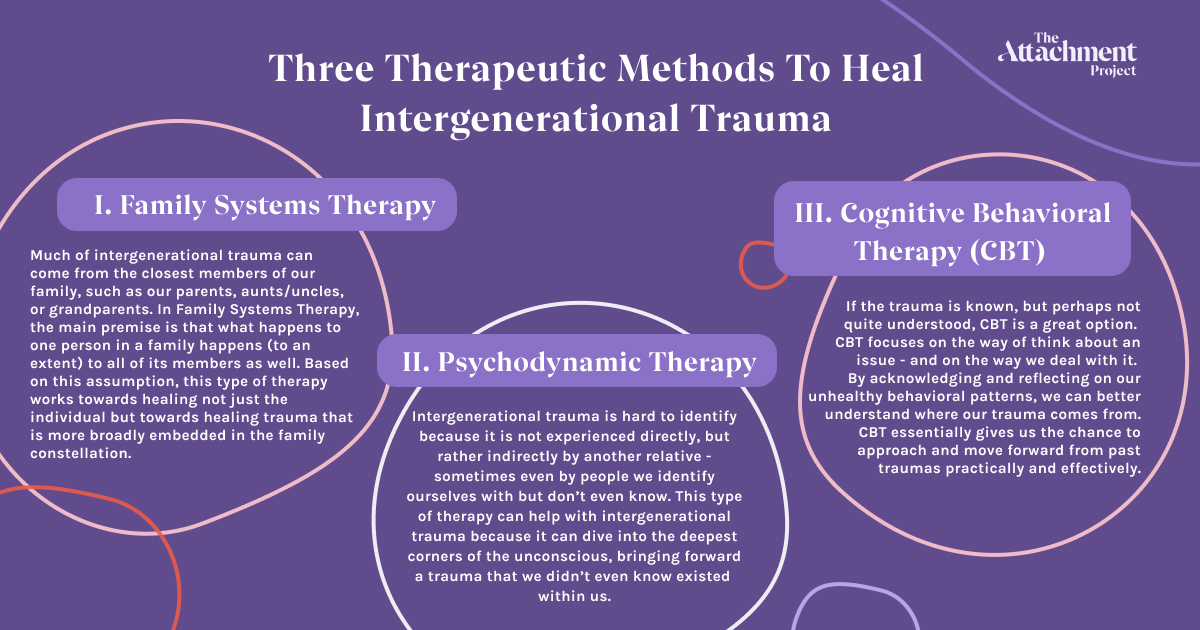 The
Attachment
Project
Three Therapeutic Methods To Heal
Intergenerational Trauma
I. Family Systems Therapy
Much of intergenerational trauma can
come from the closest members of our
family, such as our parents, aunts/uncles,
or grandparents. In Family Systems Therapy,
the main premise is that what happens to
one person in a family happens (to an
extent) to all of its members as well. Based
on this assumption, this type of therapy
works towards healing not just the
individual but towards healing trauma that
is more broadly embedded in the family
constellation.
II. Psychodynamic Therapy
Intergenerational trauma is hard to identify
because it is not experienced directly, but
rather indirectly by another relative -
sometimes even by people we identify
ourselves with but don't even know. This type
of therapy can help with intergenerational
trauma because it can dive into the deepest
corners of the unconscious, bringing forward
a trauma that we didn't even know existed
within us.
III. Cognitive Behavioral
Therapy (CBT)
If the trauma is known, but perhaps not
quite understood, CBT is a great option.
CBT focuses on the way of think about an
issue - and on the way we deal with it.
By acknowledging and reflecting on our
unhealthy behavioral patterns, we can better
understand where our trauma comes from.
CBT essentially gives us the chance to
approach and move forward from past
traumas practically and effectively.